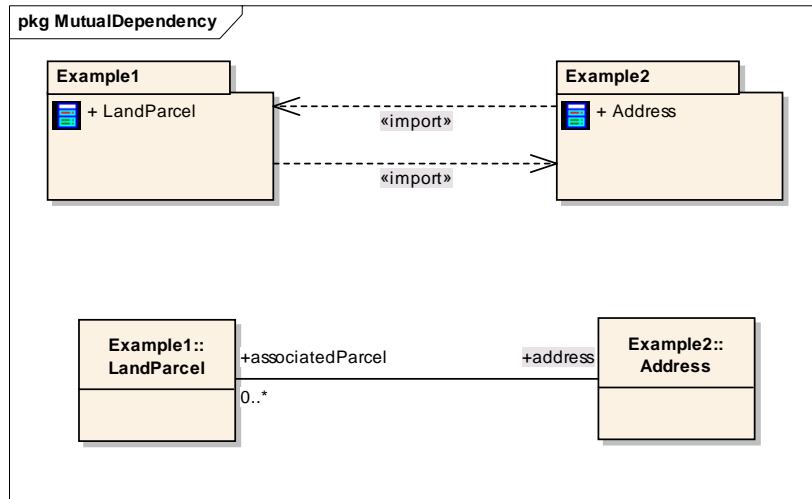 pkg MutualDependency
Example1
+ LandParcel
Example2
+ Address
«import»
«import»
Example1::
LandParcel
+associatedParcel
0..*
+address
Example2::
Address